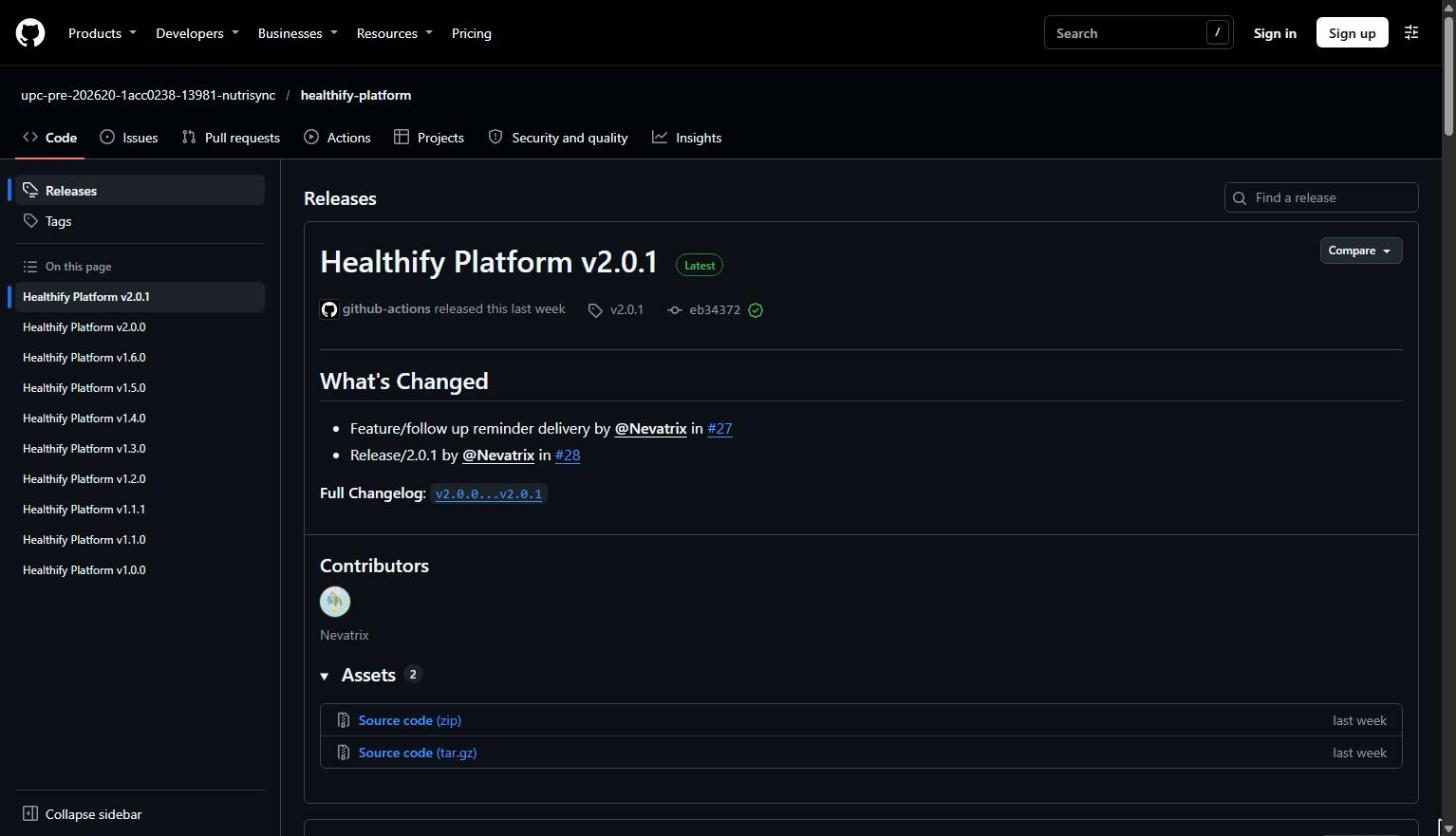 Products Developers Businesses Resources Pricing Search / Sign in Sign up
upc-pre-202620-1acc0238-13981-nutrisync / healthify-platform
Code Issues Pull requests Actions Projects Security and quality Insights
Releases
Tags
On this page
Healthify Platform v2.0.1
Healthify Platform v2.0.0
Healthify Platform v1.6.0
Healthify Platform v1.5.0
Healthify Platform v1.4.0
Healthify Platform v1.3.0
Healthify Platform v1.2.0
Healthify Platform v1.1.1
Healthify Platform v1.1.0
Healthify Platform v1.0.0
Collapse sidebar
Releases
Find a release
Healthify Platform v2.0.1 Latest
Compare
github-actions released this last week v2.0.1 eb34372
What's Changed
Feature/follow up reminder delivery by @Nevatrix in #27
Release/2.0.1 by @Nevatrix in #28
Full Changelog: v2.0.0...v2.0.1
Contributors
Nevatrix
Assets 2
Source code (zip) last week
Source code (tar.gz) last week